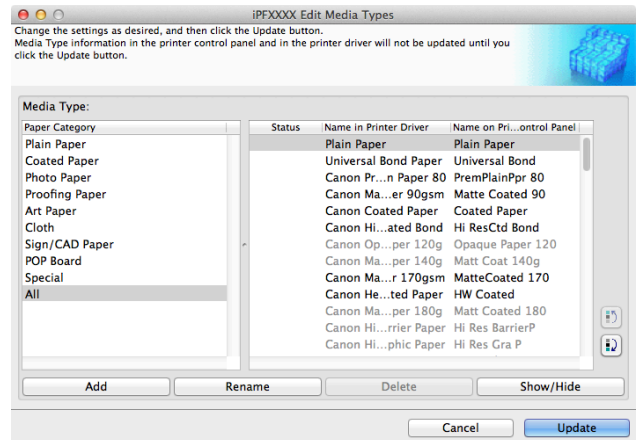 iPFXXXX Edit Media Types
Change the settings as desired, and then click the Update button.
Media Type information in the printer control panel and in the printer driver will not be updated until you
click the Update button.
Media Type:
Paper Category
Plain Paper
Coated Paper
Photo Paper
Proofing Paper
Art Paper
Cloth
Sign/CAD Paper
POP Board
Special
All
Status Name in Printer Driver Name on Pri...ontrol Panel
Plain Paper Plain Paper
Universal Bond Paper Universal Bond
Canon Pr...n Paper 80 PremPlainPpr 80
Canon Ma...er 90gsm Matte Coated 90
Canon Coated Paper Coated Paper
Canon Hi...ated Bond Hi ResCtd Bond
Canon Op...per 120g Opaque Paper 120
Canon Ma...per 140g Matt Coat 140g
Canon Ma...r 170gsm MatteCoated 170
Canon He...ted Paper HW Coated
Canon Ma...per 180g Matt Coated 180
Canon Hi...rrier Paper Hi Res BarrierP
Canon Hi...phic Paper Hi Res Gra P
Add Rename Delete Show/Hide
Cancel Update